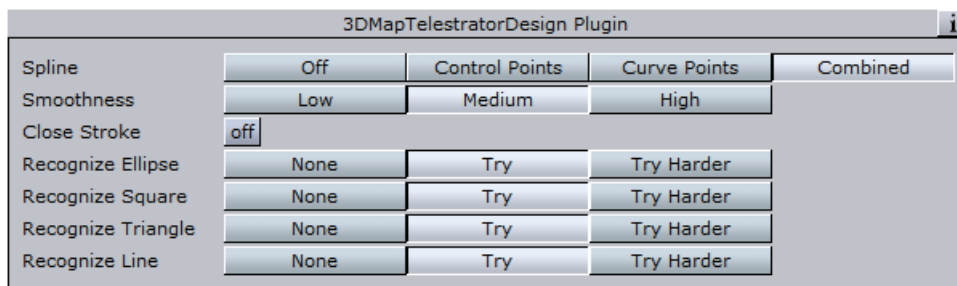 3DMapTelestratorDesign Plugin i
Spline Off Control Points Curve Points Combined
Smoothness Low Medium High
Close Stroke off
Recognize Ellipse None Try Try Harder
Recognize Square None Try Try Harder
Recognize Triangle None Try Try Harder
Recognize Line None Try Try Harder